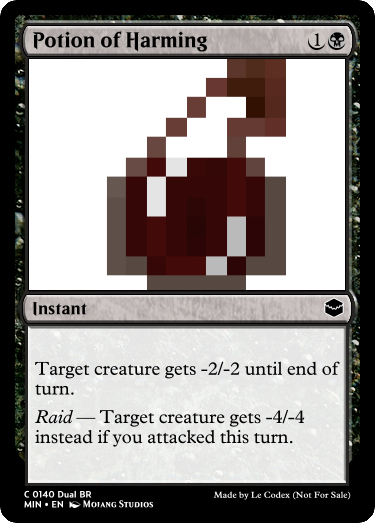 Potion of Harming 1
Instant
Target creature gets -2/-2 until end of
turn.
Raid — Target creature gets -4/-4
instead if you attacked this turn.
C 0140 Dual BR
MIN • EN Mojang Studios
Made by Le Codex (Not For Sale)